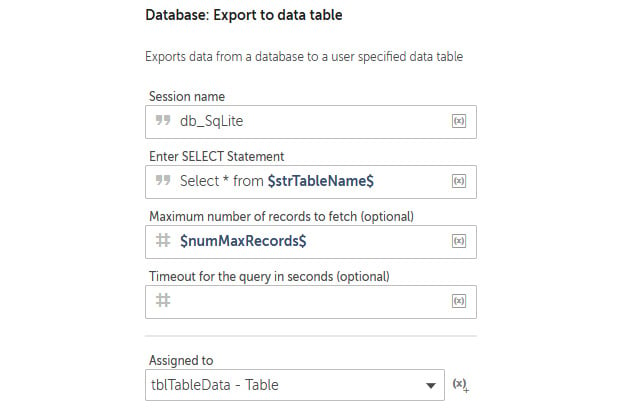 Database: Export to data table
Exports data from a database to a user specified data table
Session name
db_SqLite
Enter SELECT Statement
Select * from $strTableName$
Maximum number of records to fetch (optional)
$numMaxRecords$
Timeout for the query in seconds (optional)
Assigned to
tblTableData - Table